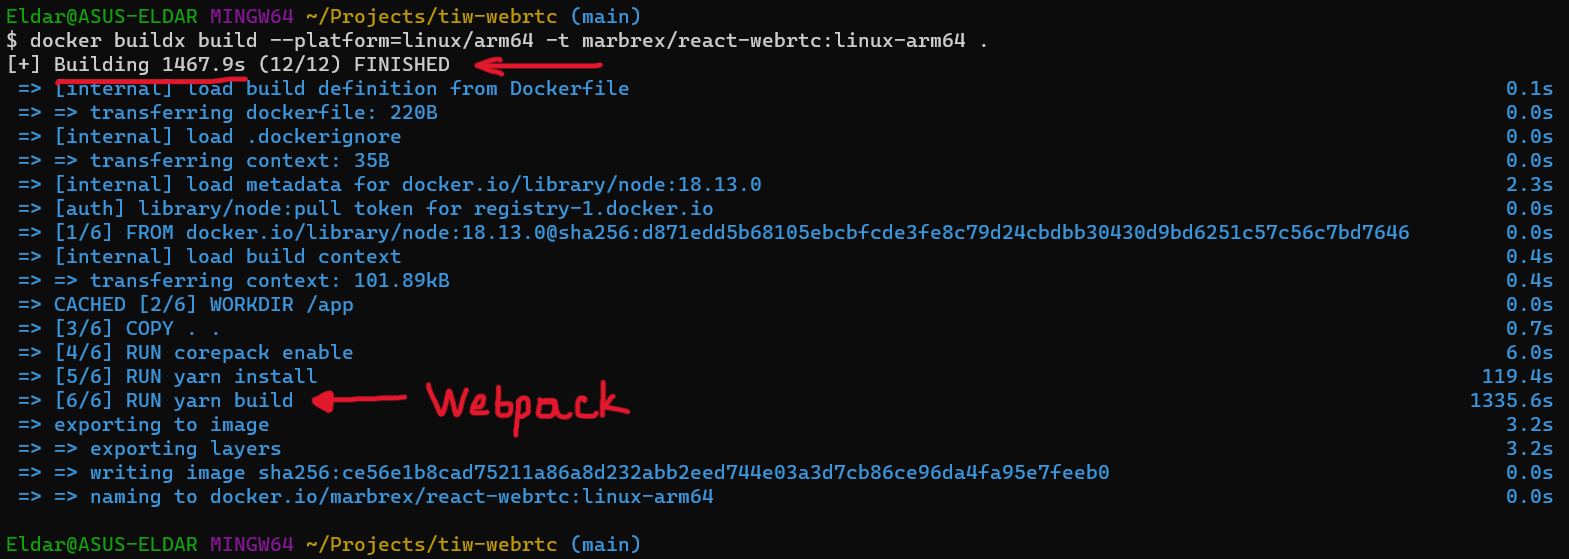 Eldar@ASUS-ELDAR MINGW64 ~/Projects/tiw-webrtc (main)
$ docker buildx build --platform=linux/arm64 -t marbrex/react-webrtc:linux-arm64 .
[+] Building 1467.9s (12/12) FINISHED
=> [internal] load build definition from Dockerfile 0.1s
=> => transferring dockerfile: 220B 0.0s
=> [internal] load .dockerignore 0.0s
=> => transferring context: 35B 0.0s
=> [internal] load metadata for docker.io/library/node:18.13.0 2.3s
=> [auth] library/node:pull token for registry-1.docker.io 0.0s
=> [1/6] FROM docker.io/library/node:18.13.0@sha256:d871edd5b68105ebcbfcde3fe8c79d24cbdbb30430d9bd6251c57c56c7bd7646 0.0s
=> [internal] load build context 0.4s
=> => transferring context: 101.89kB 0.4s
=> CACHED [2/6] WORKDIR /app 0.0s
=> [3/6] COPY . . 0.7s
=> [4/6] RUN corepack enable 6.0s
=> [5/6] RUN yarn install 119.4s
=> [6/6] RUN yarn build Webpack 1335.6s
=> exporting to image 3.2s
=> => exporting layers 3.2s
=> => writing image sha256:ce56e1b8cad75211a86a8d232abb2eed744e03a3d7cb86ce96da4fa95e7feeb0 0.0s
=> => naming to docker.io/marbrex/react-webrtc:linux-arm64 0.0s
Eldar@ASUS-ELDAR MINGW64 ~/Projects/tiw-webrtc (main)